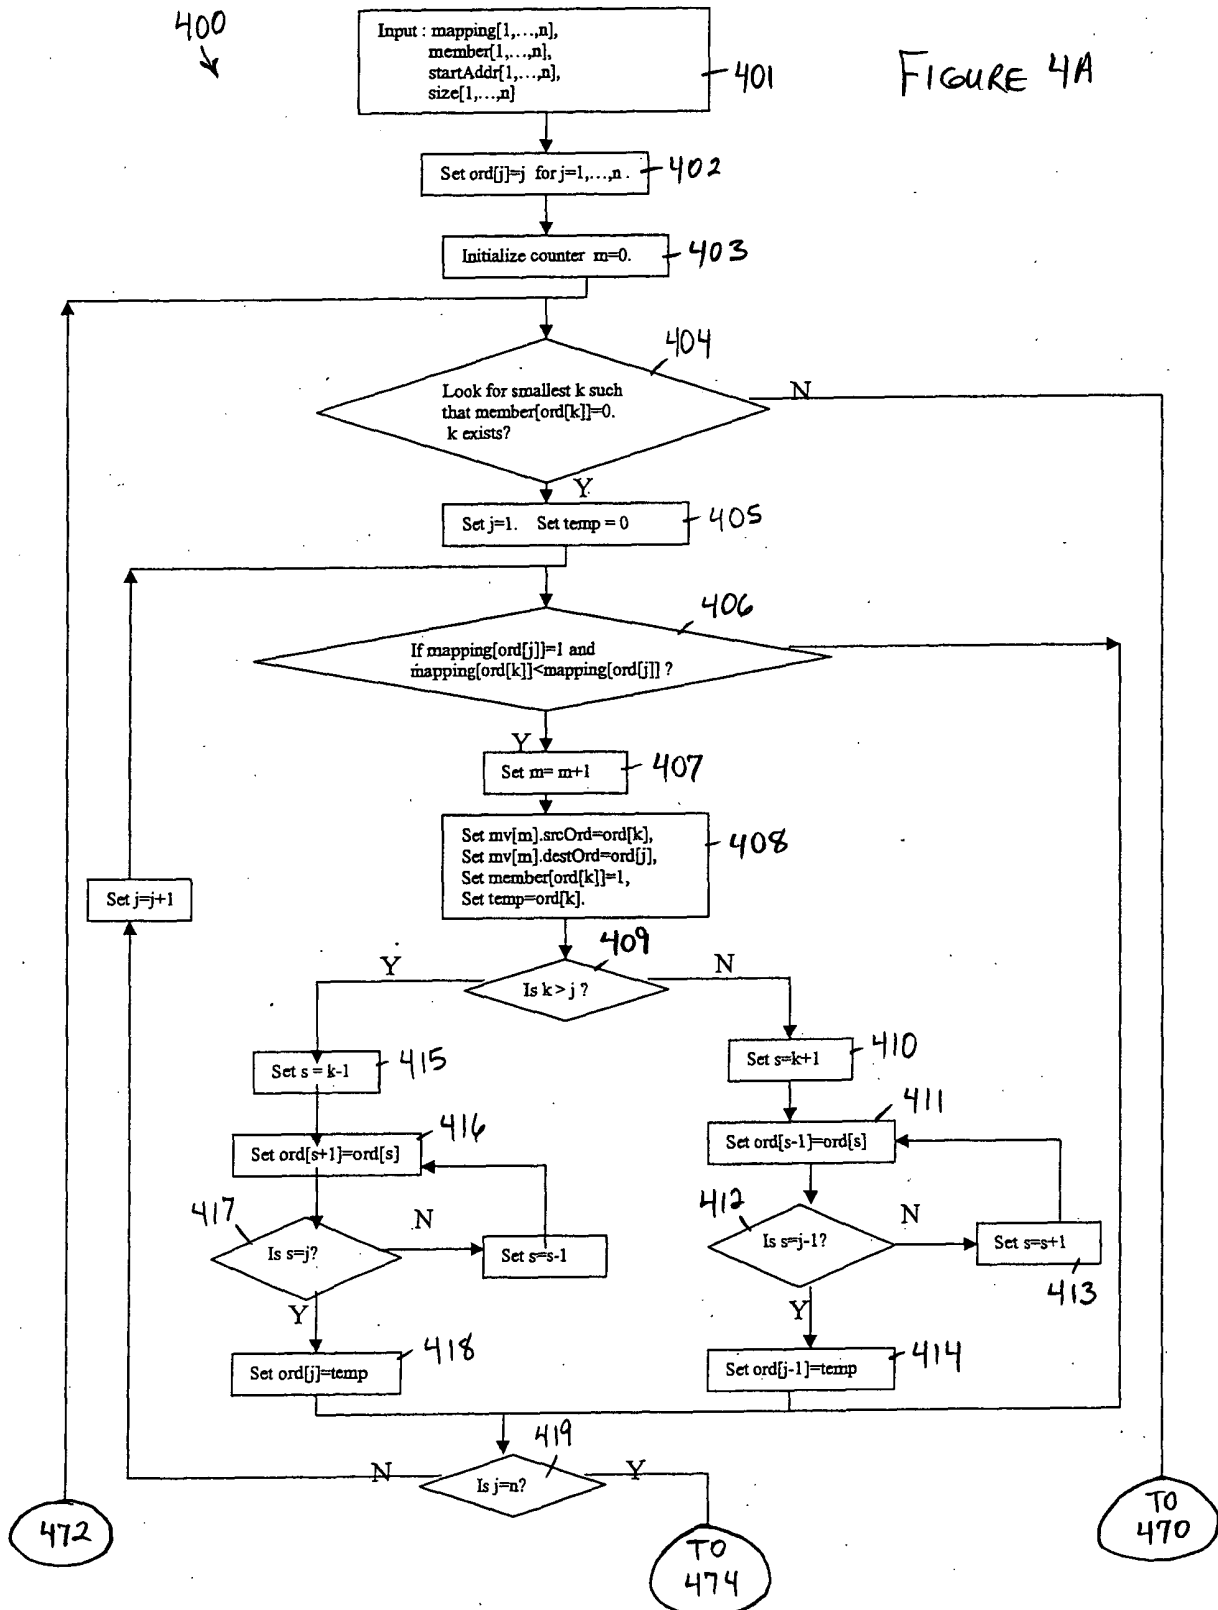 400
FIGURE 4A
Input : mapping[1,...,n],
member[1,...,n],
startAddr[1,...,n],
size[1,...,n]
401
Set ord[j]=j for j=1,...,n .
402
Initialize counter m=0.
403
404
Look for smallest k such
that member[ord[k]]=0.
k exists?
N
Y
Set j=1. Set temp = 0
405
406
If mapping[ord[j]]=1 and
mapping[ord[k]]<mapping[ord[j]] ?
Y
Set m= m+1
407
Set mv[m].srcOrd=ord[k],
Set mv[m].destOrd=ord[j],
Set member[ord[k]]=1,
Set temp=ord[k].
408
Set j=j+1
409
Y
Is k > j ?
N
Set s = k-1
415
Set s=k+1
410
416
Set ord[s+1]=ord[s]
411
Set ord[s-1]=ord[s]
417
Is s=j?
N
Set s=s-1
412
Is s=j-1?
N
Set s=s+1
413
Y
Y
Set ord[j]=temp
418
Set ord[j-1]=temp
414
419
N
Is j=n?
Y
472
TO
474
TO
470